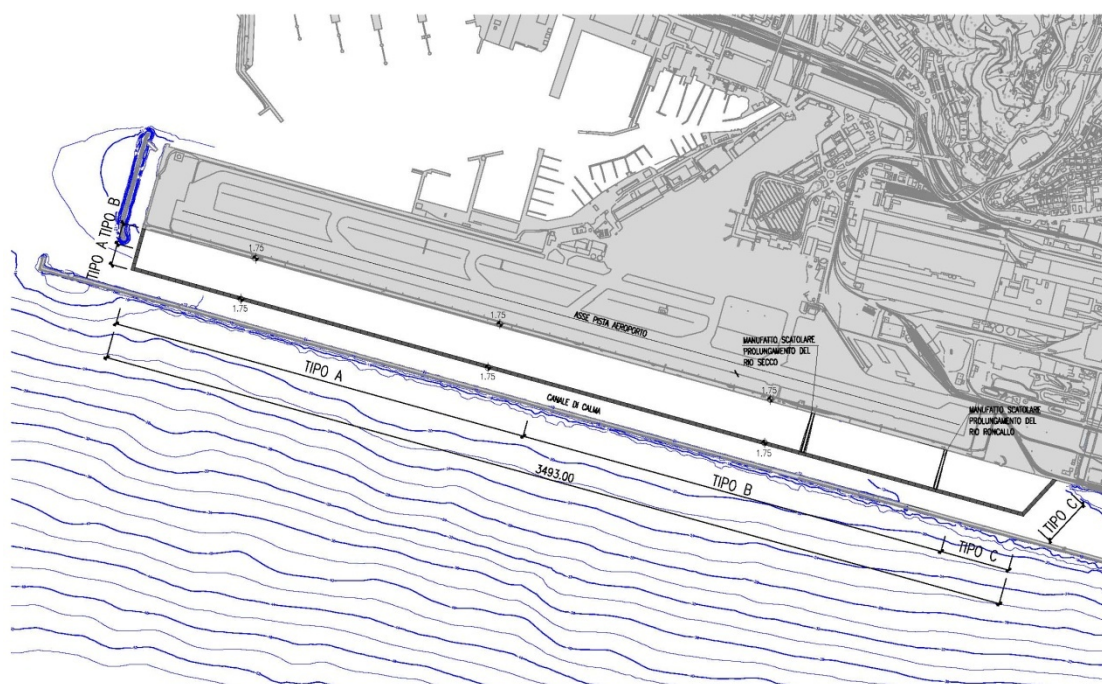 TIPO B
TIPO A
1.75
1.75
1.75
ASSE PISTA AEROPORTO
MANUFATTO SCATOLARE
PROLUNGAMENTO DEL
RIO SECCO
1.75
TIPO A
CANALE DI CALMA
1.75
MANUFATTO SCATOLARE
PROLUNGAMENTO DEL
RIO RONCALLO
1.75
3493.00
TIPO B
TIPO C
TIPO C